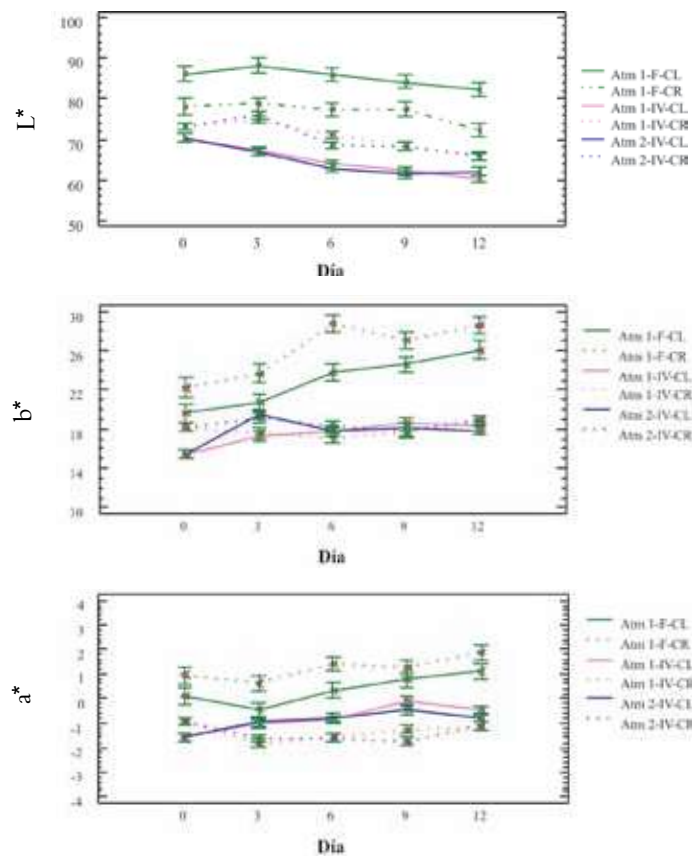 L*
100
90
80
70
60
50
0 3 6 9 12
Día
Atm 1-F-CL
Atm 1-F-CR
Atm 1-IV-CL
Atm 1-IV-CR
Atm 2-IV-CL
Atm 2-IV-CR
b*
30
26
22
18
14
10
0 3 6 9 12
Día
Atm 1-F-CL
Atm 1-F-CR
Atm 1-IV-CL
Atm 1-IV-CR
Atm 2-IV-CL
Atm 2-IV-CR
a*
4
3
2
1
0
-1
-2
-3
-4
0 3 6 9 12
Día
Atm 1-F-CL
Atm 1-F-CR
Atm 1-IV-CL
Atm 1-IV-CR
Atm 2-IV-CL
Atm 2-IV-CR